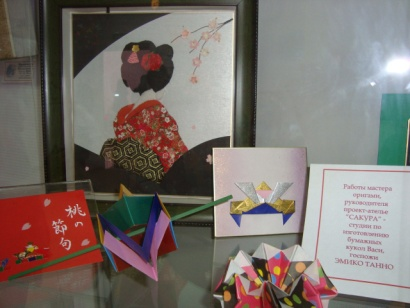 桃の節句
Работы мастера
оригами,
руководителя
проект-ателье
"САКУРА" -
студии по
изготовлению
бумажных
кукол Васи,
госпожи
ЭМИКО ТАНИО